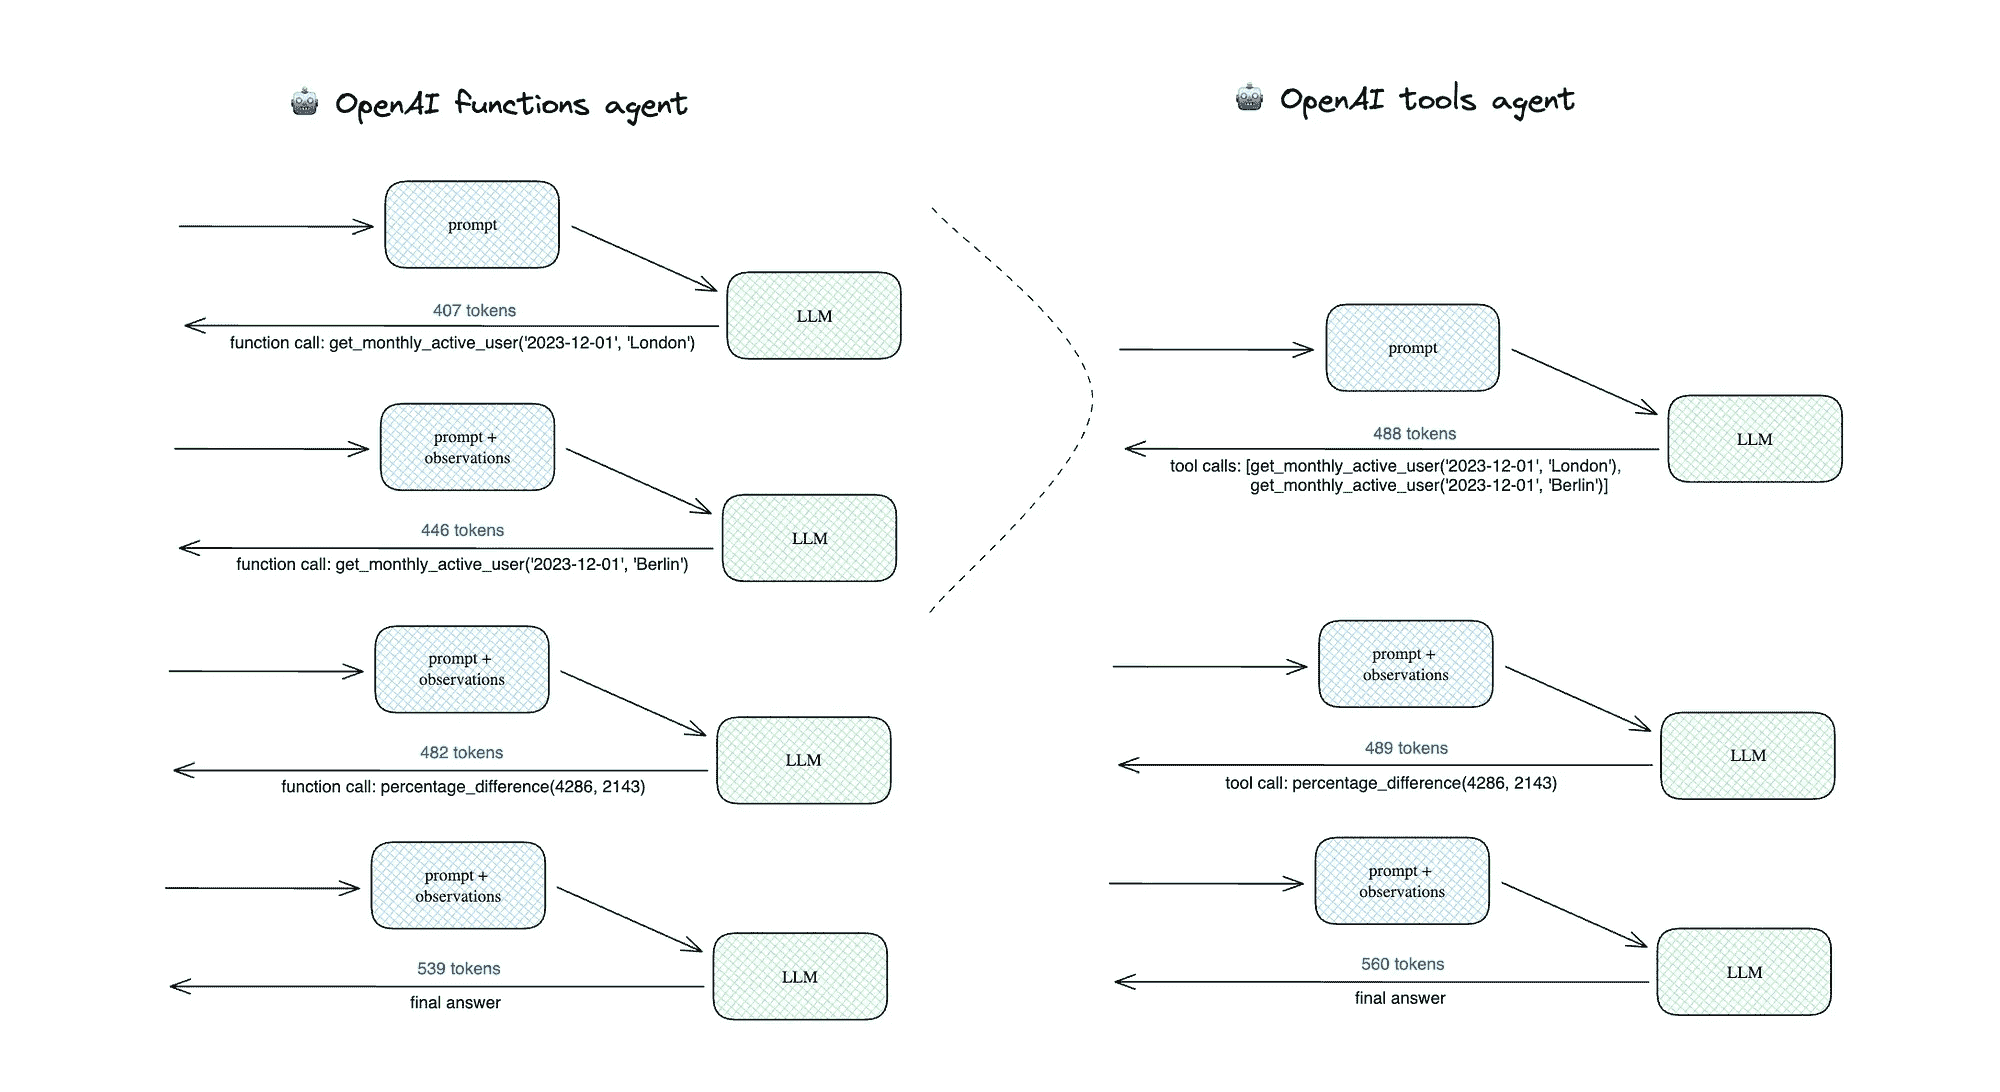 🤖 OpenAI functions agent
prompt
LLM
407 tokens
function call: get_monthly_active_user('2023-12-01', 'London')
prompt +
observations
LLM
446 tokens
function call: get_monthly_active_user('2023-12-01', 'Berlin')
prompt +
observations
LLM
482 tokens
function call: percentage_difference(4286, 2143)
prompt +
observations
LLM
539 tokens
final answer
🤖 OpenAI tools agent
prompt
LLM
488 tokens
tool calls: [get_monthly_active_user('2023-12-01', 'London'),
get_monthly_active_user('2023-12-01', 'Berlin')]
prompt +
observations
LLM
489 tokens
tool call: percentage_difference(4286, 2143)
prompt +
observations
LLM
560 tokens
final answer